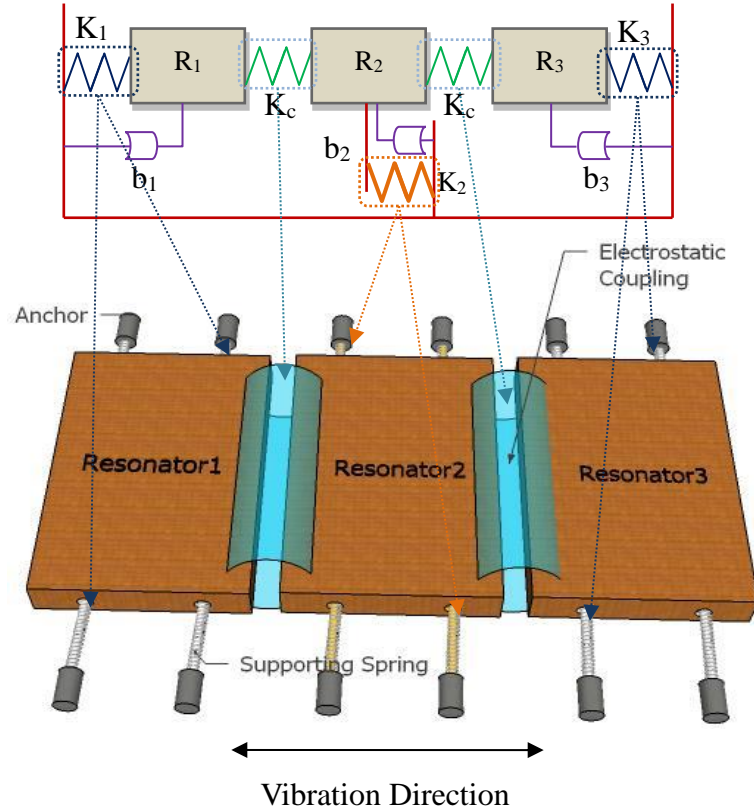 K1
R1
R2
R3
K3
Kc
Kc
b1
b2
K2
b3
Electrostatic
Coupling
Anchor
Resonator1
Resonator2
Resonator3
Supporting Spring
Vibration Direction